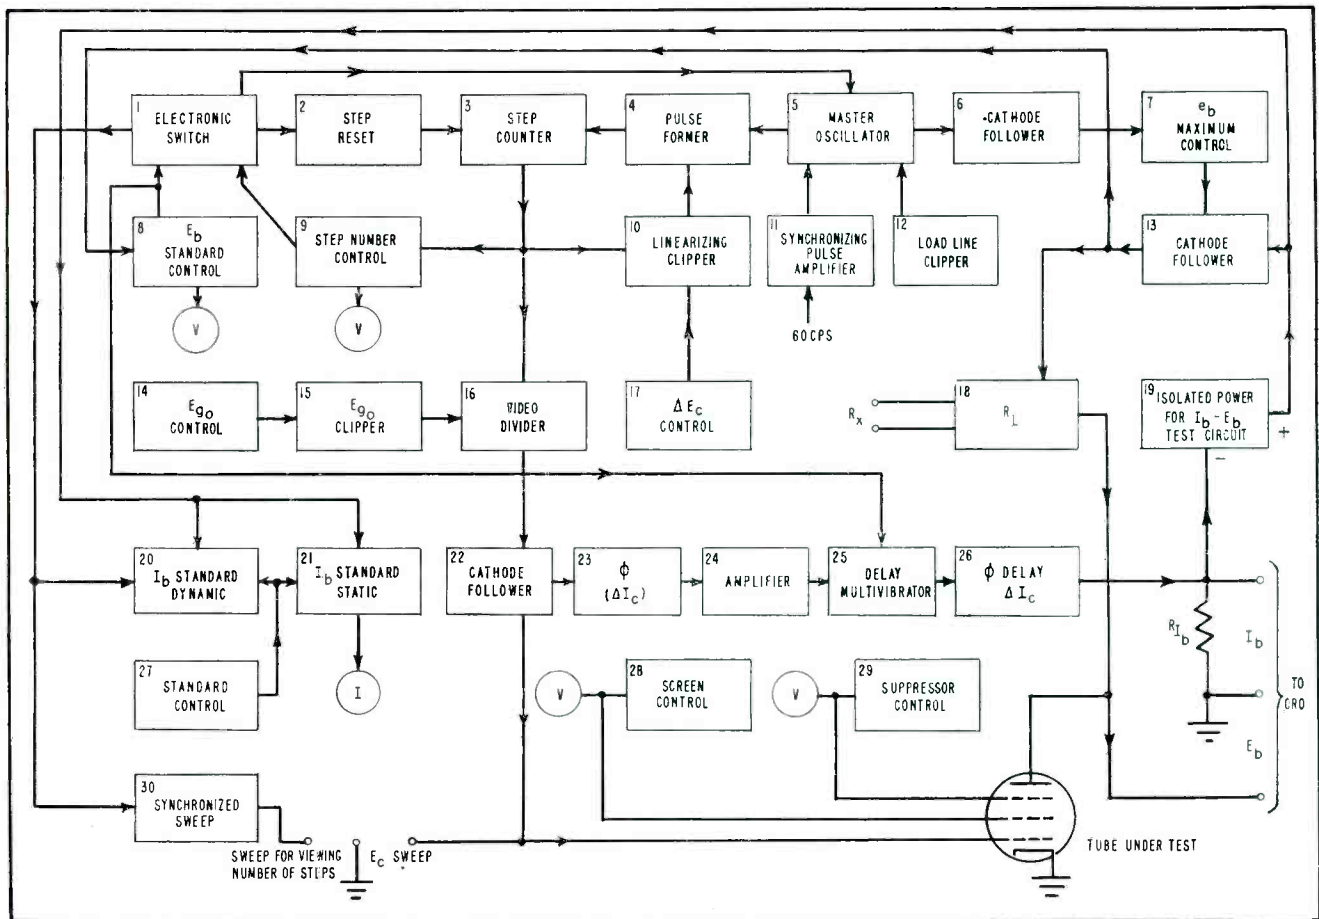 1
ELECTRONIC
SWITCH
2
STEP
RESET
3
STEP
COUNTER
4
PULSE
FORMER
5
MASTER
OSCILLATOR
6
CATHODE
FOLLOWER
7
eb
MAXIMUM
CONTROL
8
Eb
STANDARD
CONTROL
9
STEP NUMBER
CONTROL
10
LINEARIZING
CLIPPER
11
SYNCHRONIZING
PULSE
AMPLIFIER
12
LOAD LINE
CLIPPER
13
CATHODE
FOLLOWER
V
V
60CPS
14
Ego
CONTROL
15
Ego
CLIPPER
16
VIDEO
DIVIDER
17
ΔEc
CONTROL
Rx
18
RL
19
ISOLATED POWER
FOR Ib-Eb
TEST CIRCUIT
+
−
20
Ib STANDARD
DYNAMIC
21
Ib STANDARD
STATIC
22
CATHODE
FOLLOWER
23
φ
(ΔIc)
24
AMPLIFIER
25
DELAY
MULTIVIBRATOR
26
φ DELAY
ΔIc
RIb
Ib
27
STANDARD
CONTROL
I
V
28
SCREEN
CONTROL
V
29
SUPPRESSOR
CONTROL
TO
CRO
Eb
30
SYNCHRONIZED
SWEEP
SWEEP FOR VIEWING
NUMBER OF STEPS
Ec SWEEP
TUBE UNDER TEST